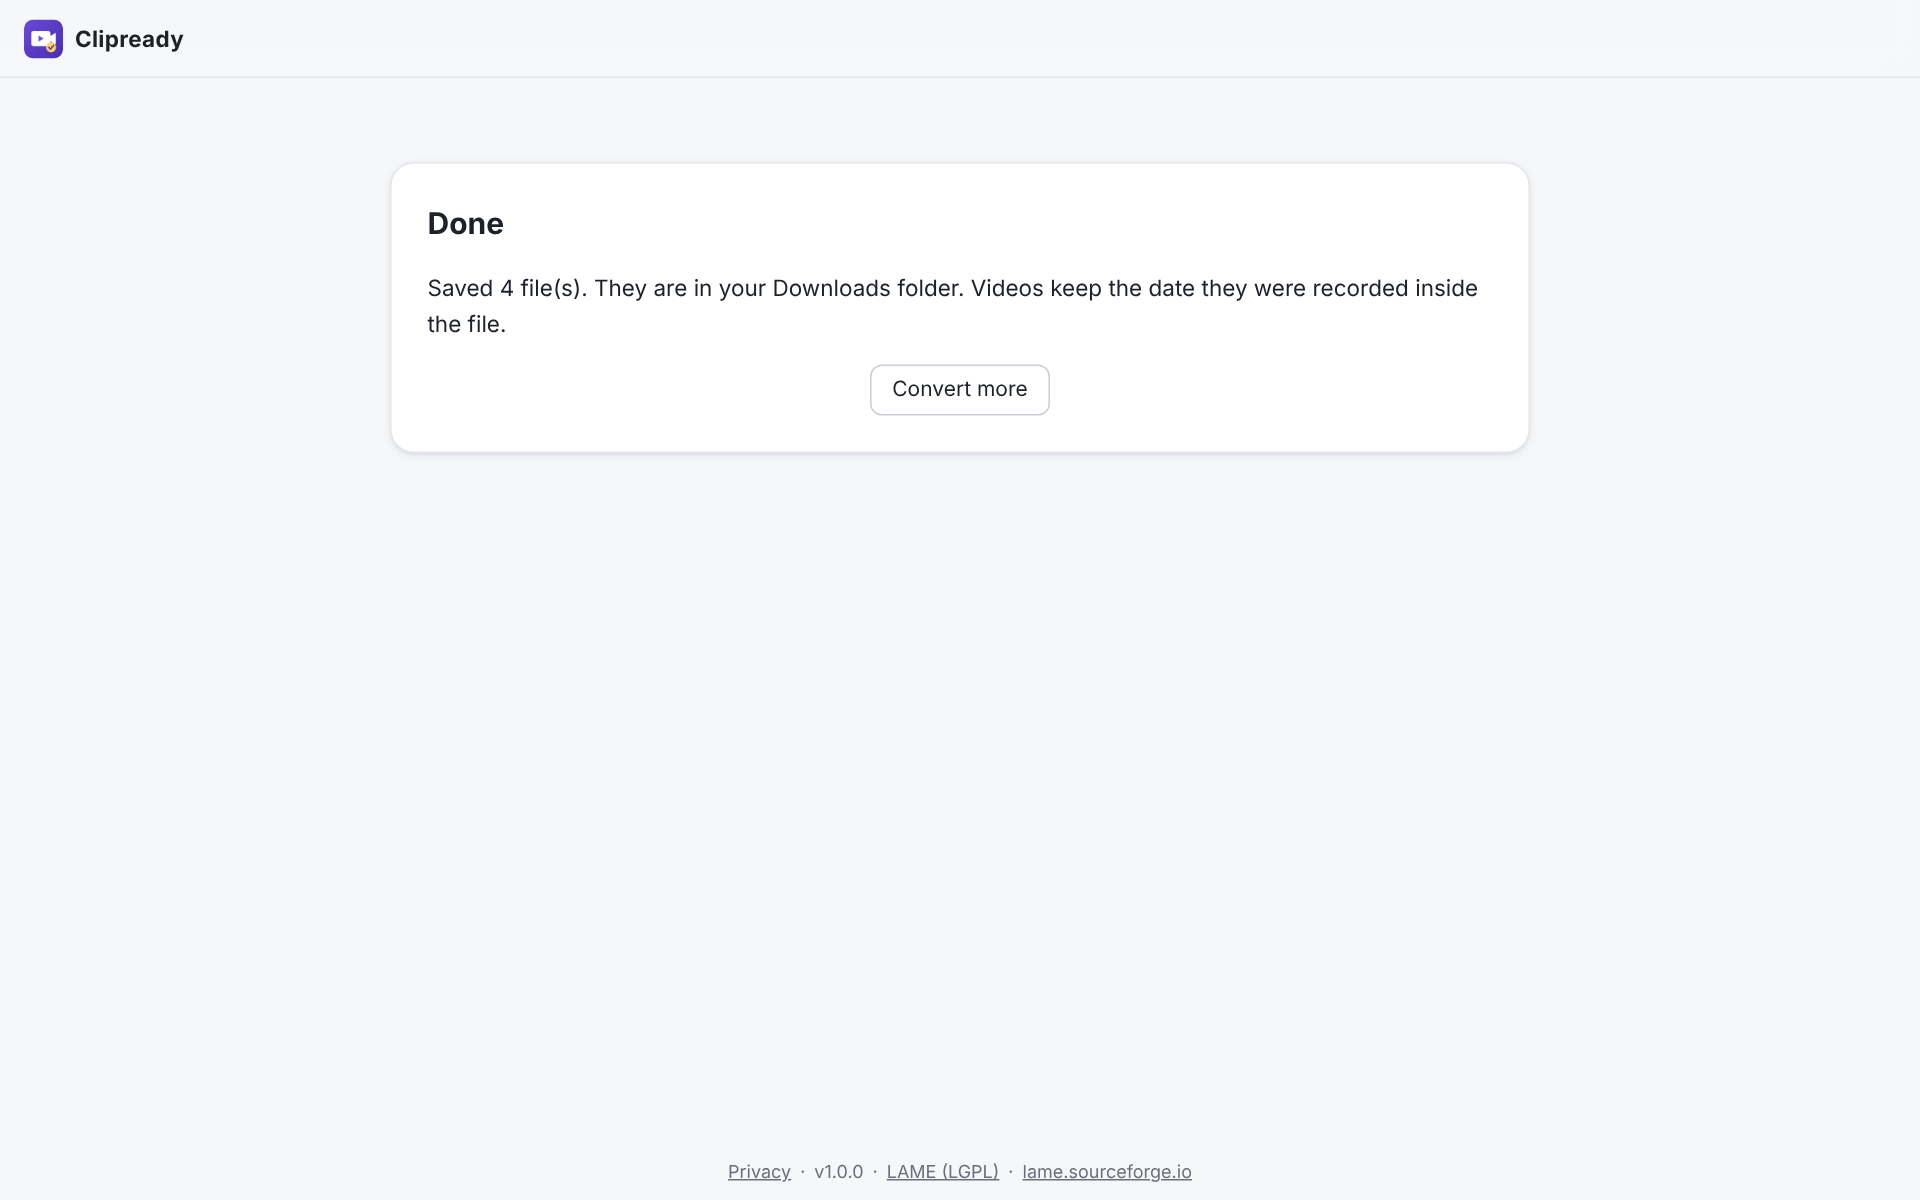 Clipready
Done
Saved 4 file(s). They are in your Downloads folder. Videos keep the date they were recorded inside
the file.
Convert more
Privacy · v1.0.0 · LAME (LGPL) · lame.sourceforge.io